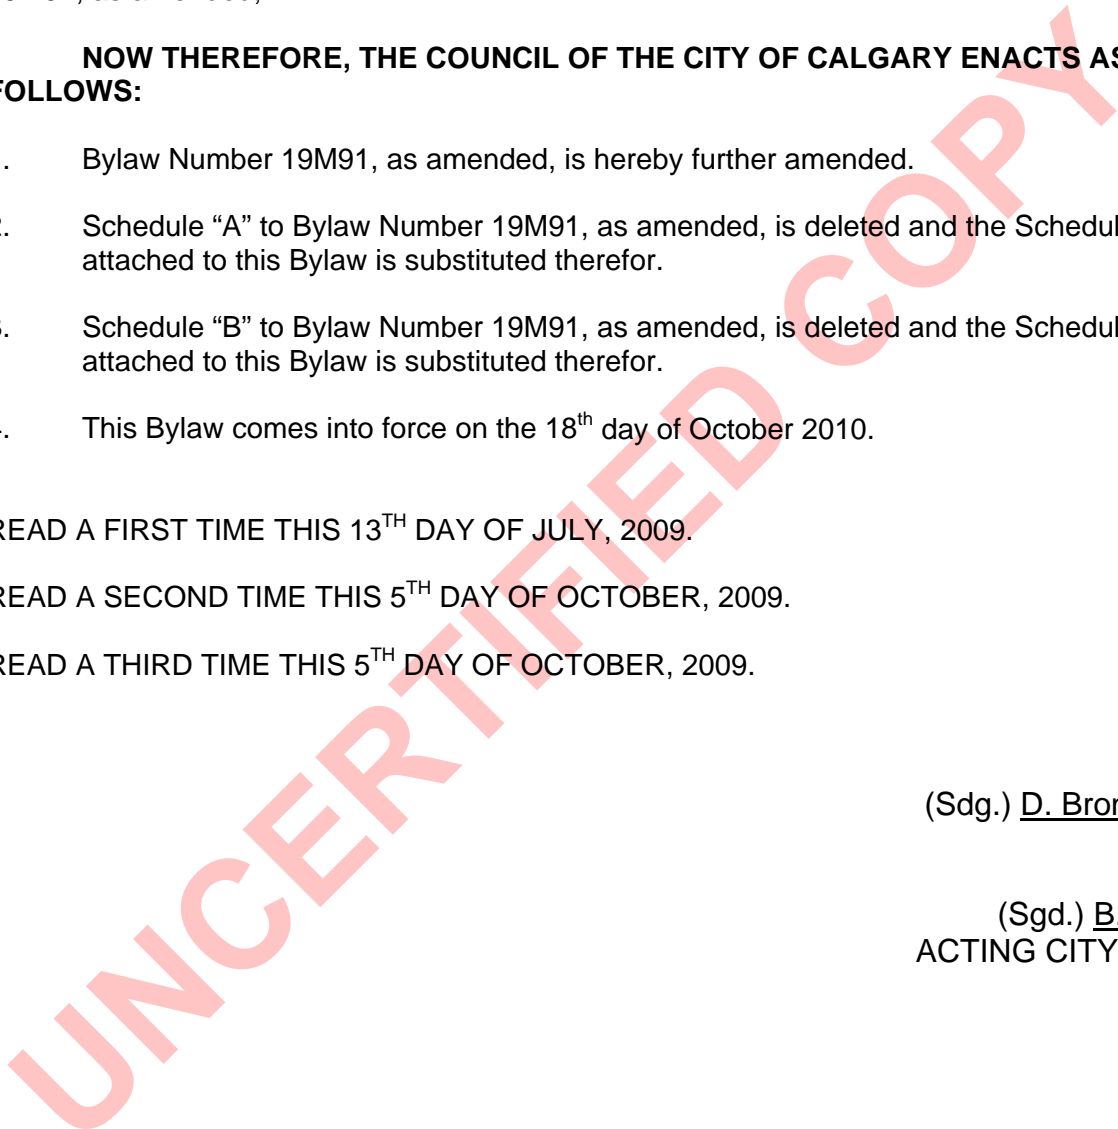 NOW THEREFORE, THE COUNCIL OF THE CITY OF CALGARY ENACTS AS
FOLLOWS:
Bylaw Number 19M91, as amended, is hereby further amended.
Schedule “A” to Bylaw Number 19M91, as amended, is deleted and the
attached to this Bylaw is substituted therefor.
Schedule “B” to Bylaw Number 19M91, as amended, is deleted and the
attached to this Bylaw is substituted therefor.
This Bylaw comes into force on the 18th day of October 2010.
READ A FIRST TIME THIS 13TH DAY OF JULY, 2009.
READ A SECOND TIME THIS 5TH DAY OF OCTOBER, 2009.
READ A THIRD TIME THIS 5TH DAY OF OCTOBER, 2009.
(Sdg.) D.
(Sgd.) B.
ACTING CITY
UNCERTIFIED COPY